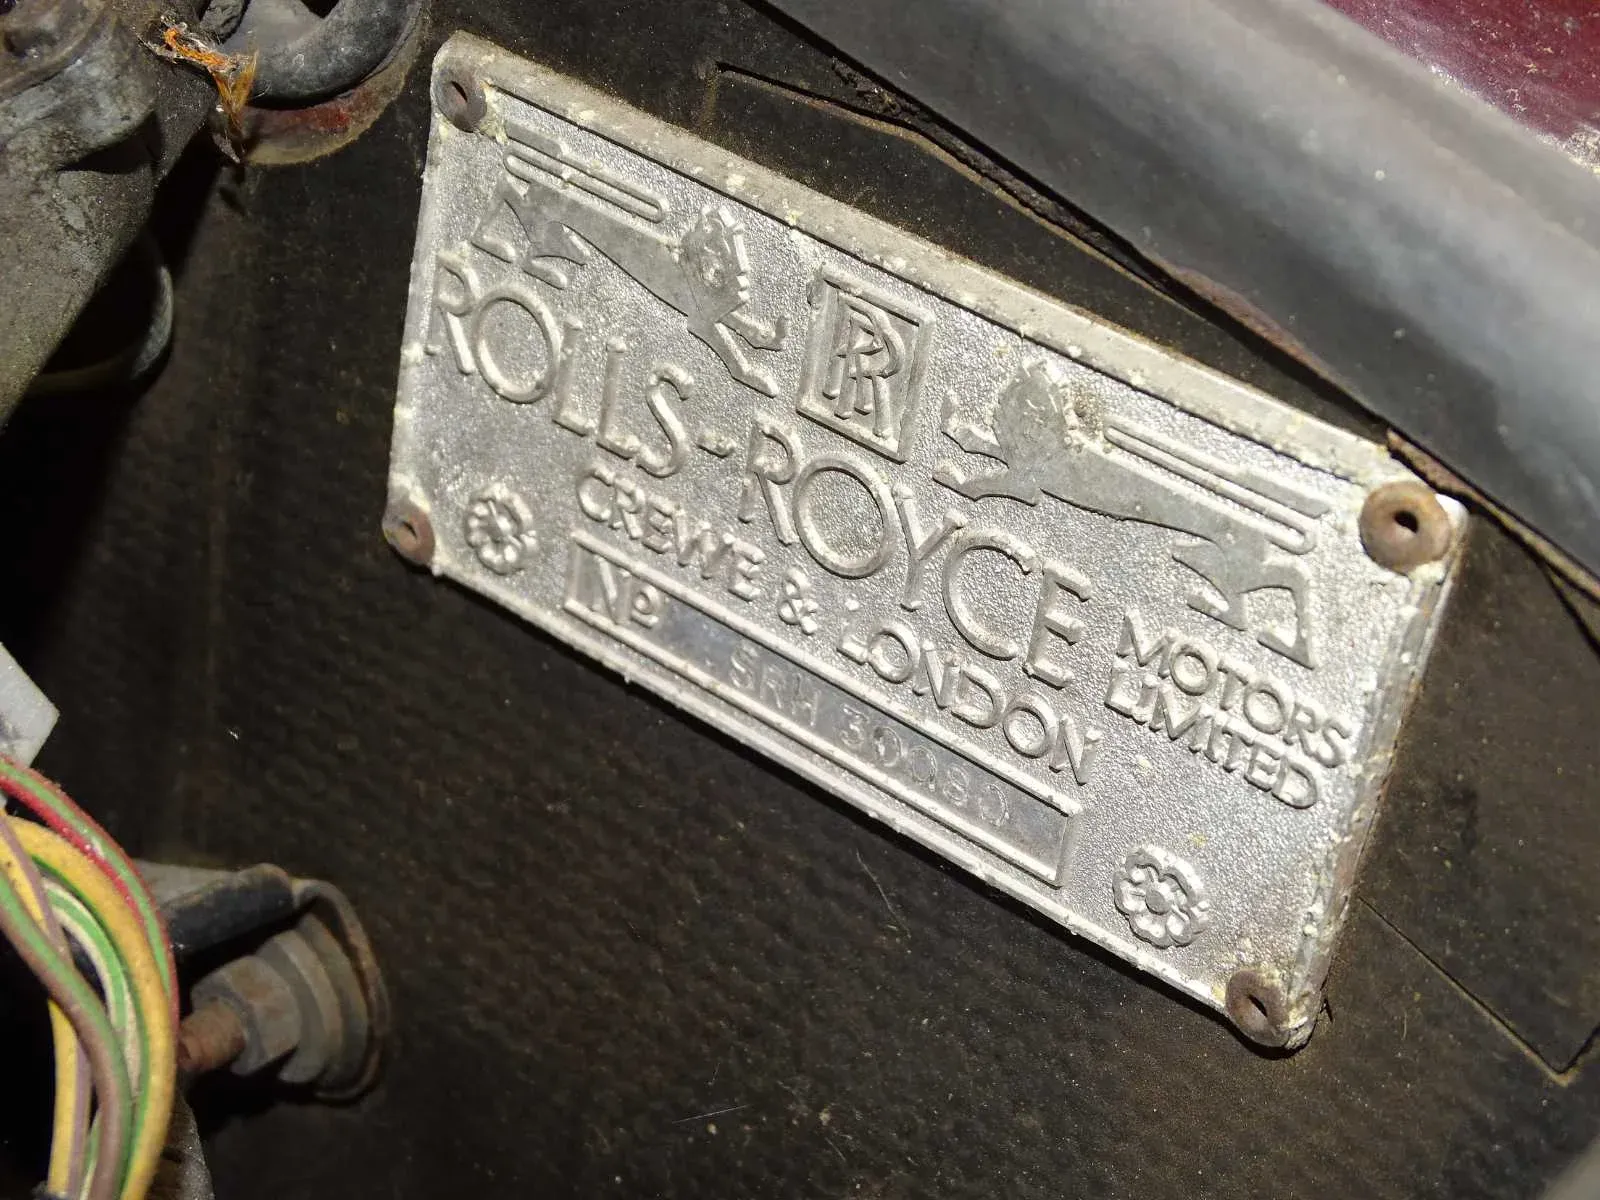 RR
ROLLS-ROYCE MOTORS LIMITED
CREWE & LONDON
Nº SRH 30080